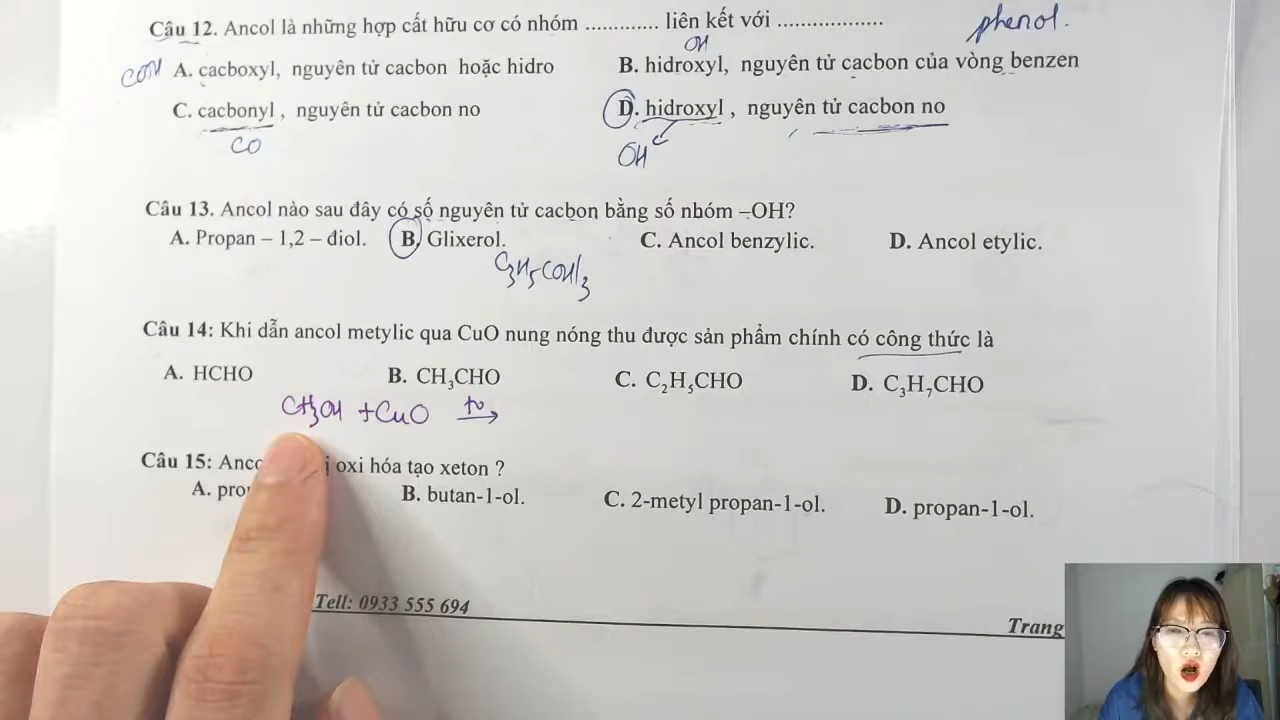 Câu 12. Ancol là những hợp cất hữu cơ có nhóm ............. liên kết với ...................
phenol.
OH
COOH A. cacboxyl, nguyên tử cacbon hoặc hidro B. hidroxyl, nguyên tử cacbon của vòng benzen
C. cacbonyl , nguyên tử cacbon no D. hidroxyl , nguyên tử cacbon no
CO OH
Câu 13. Ancol nào sau đây có số nguyên tử cacbon bằng số nhóm –OH?
A. Propan – 1,2 – điol. B. Glixerol. C. Ancol benzylic. D. Ancol etylic.
C3H5(OH)3
Câu 14: Khi dẫn ancol metylic qua CuO nung nóng thu được sản phẩm chính có công thức là
A. HCHO B. CH₃CHO C. C₂H₅CHO D. C₃H₇CHO
CH3OH + CuO to →
Câu 15: oxi hóa tạo xeton ?
A. B. butan-1-ol. C. 2-metyl propan-1-ol. D. propan-1-ol.
Tell: 0933 555 694
Trang